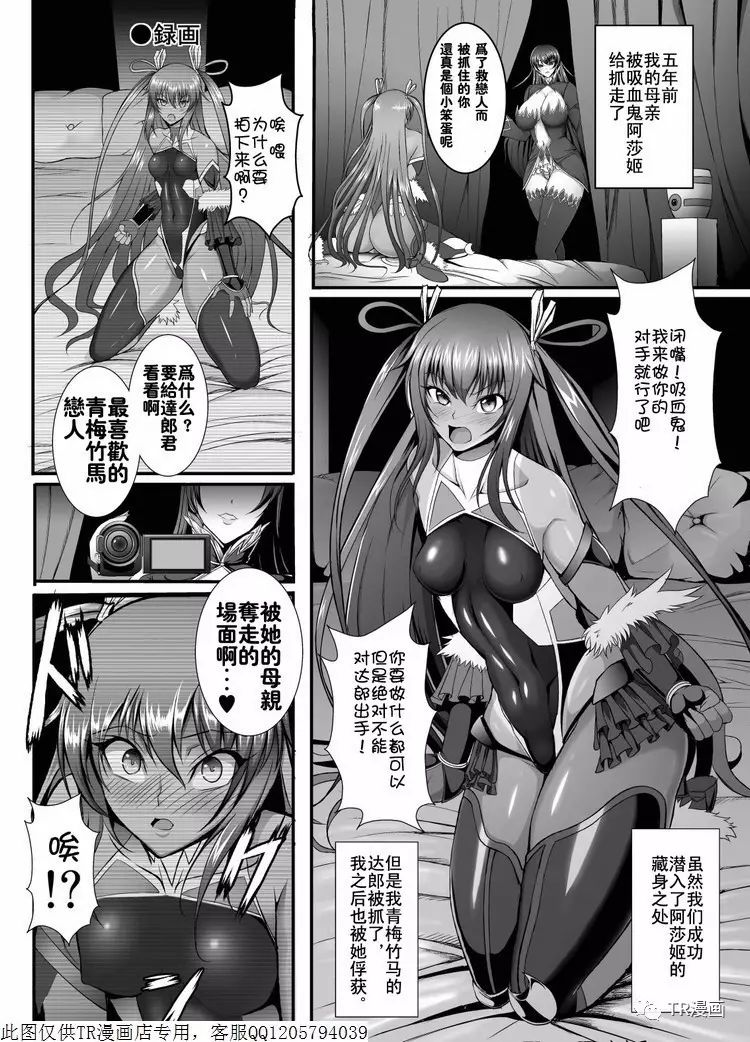 五年前
我的母亲
被吸血鬼阿莎姬
给抓走了
爲了救戀人而
被抓住的你
還真是個小笨蛋呢
闭嘴！吸血鬼！
我来做你的
对手就行了吧
你要做什么都可以
但是绝对不能
对达郎出手！
虽然我们成功
潜入了阿莎姬的
藏身之处
但是我青梅竹马的
达郎被抓了，
我之后也被她俘获。
●録画
唉 喂
为什么要
拍下来啊？
爲什么？
要給達郎君
看看啊
最喜歡的
青梅竹馬
戀人
被她的母親
奪走的
場面啊…♥
唉!?
TR漫画
此图仅供TR漫画店专用，客服QQ1205794039